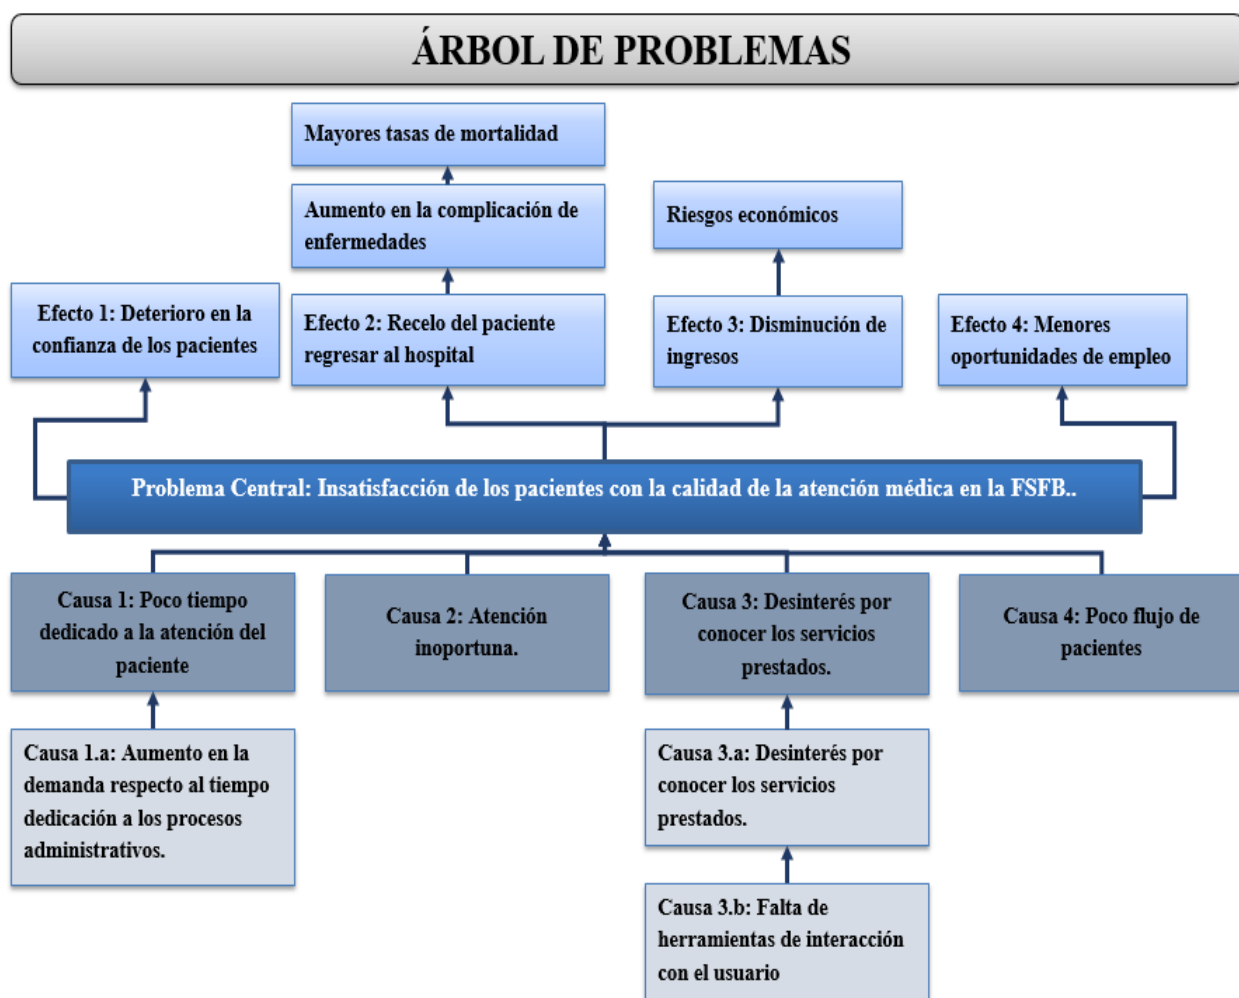 ÁRBOL DE PROBLEMAS
Mayores tasas de mortalidad
Aumento en la complicación de
enfermedades
Riesgos económicos
Efecto 1: Deterioro en la
confianza de los pacientes
Efecto 2: Recelo del paciente
regresar al hospital
Efecto 3: Disminución de
ingresos
Efecto 4: Menores
oportunidades de empleo
Problema Central: Insatisfacción de los pacientes con la calidad de la atención médica en la FSFB..
Causa 1: Poco tiempo
dedicado a la atención del
paciente
Causa 2: Atención
inoportuna.
Causa 3: Desinterés por
conocer los servicios
prestados.
Causa 4: Poco flujo de
pacientes
Causa 1.a: Aumento en la
demanda respecto al tiempo
dedicación a los procesos
administrativos.
Causa 3.a: Desinterés por
conocer los servicios
prestados.
Causa 3.b: Falta de
herramientas de interacción
con el usuario